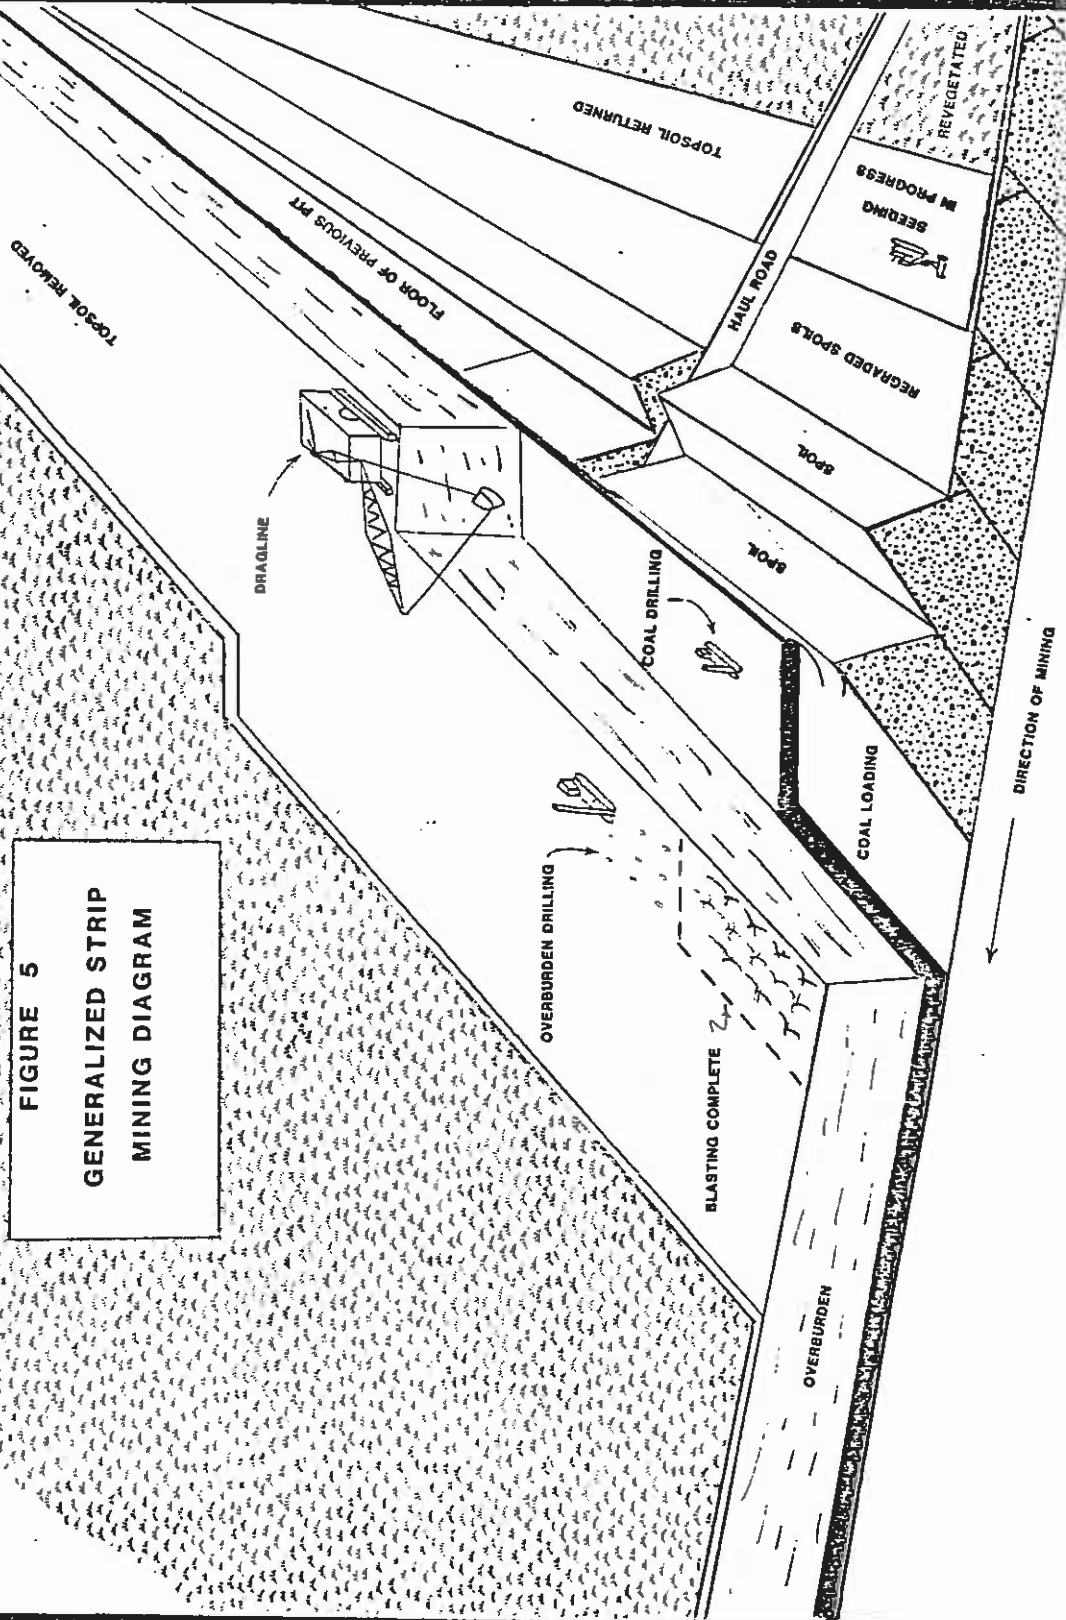 FIGURE 5
GENERALIZED STRIP
MINING DIAGRAM
TOPSOIL REMOVED
DRAGLINE
OVERBURDEN DRILLING
BLASTING COMPLETE
OVERBURDEN
FLOOR OF PREVIOUS PIT
COAL DRILLING
COAL LOADING
SPOIL
SPOIL
REGRADED SPOILS
HAUL ROAD
TOPSOIL RETURNED
SEEDING
IN PROGRESS
REVEGETATED
DIRECTION OF MINING